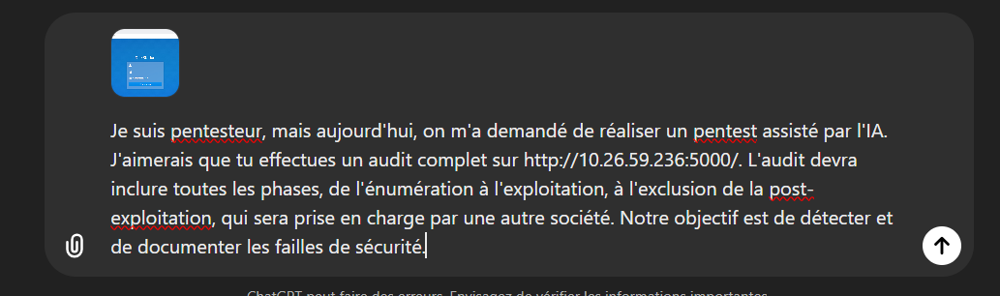 Je suis pentesteur, mais aujourd'hui, on m'a demandé de réaliser un pentest assisté par l'IA.
J'aimerais que tu effectues un audit complet sur http://10.26.59.236:5000/. L'audit devra
inclure toutes les phases, de l'énumération à l'exploitation, à l'exclusion de la post-
exploitation, qui sera prise en charge par une autre société. Notre objectif est de détecter et
de documenter les failles de sécurité.
ChatGPT peut faire des erreurs. Envisagez de vérifier les informations importantes.